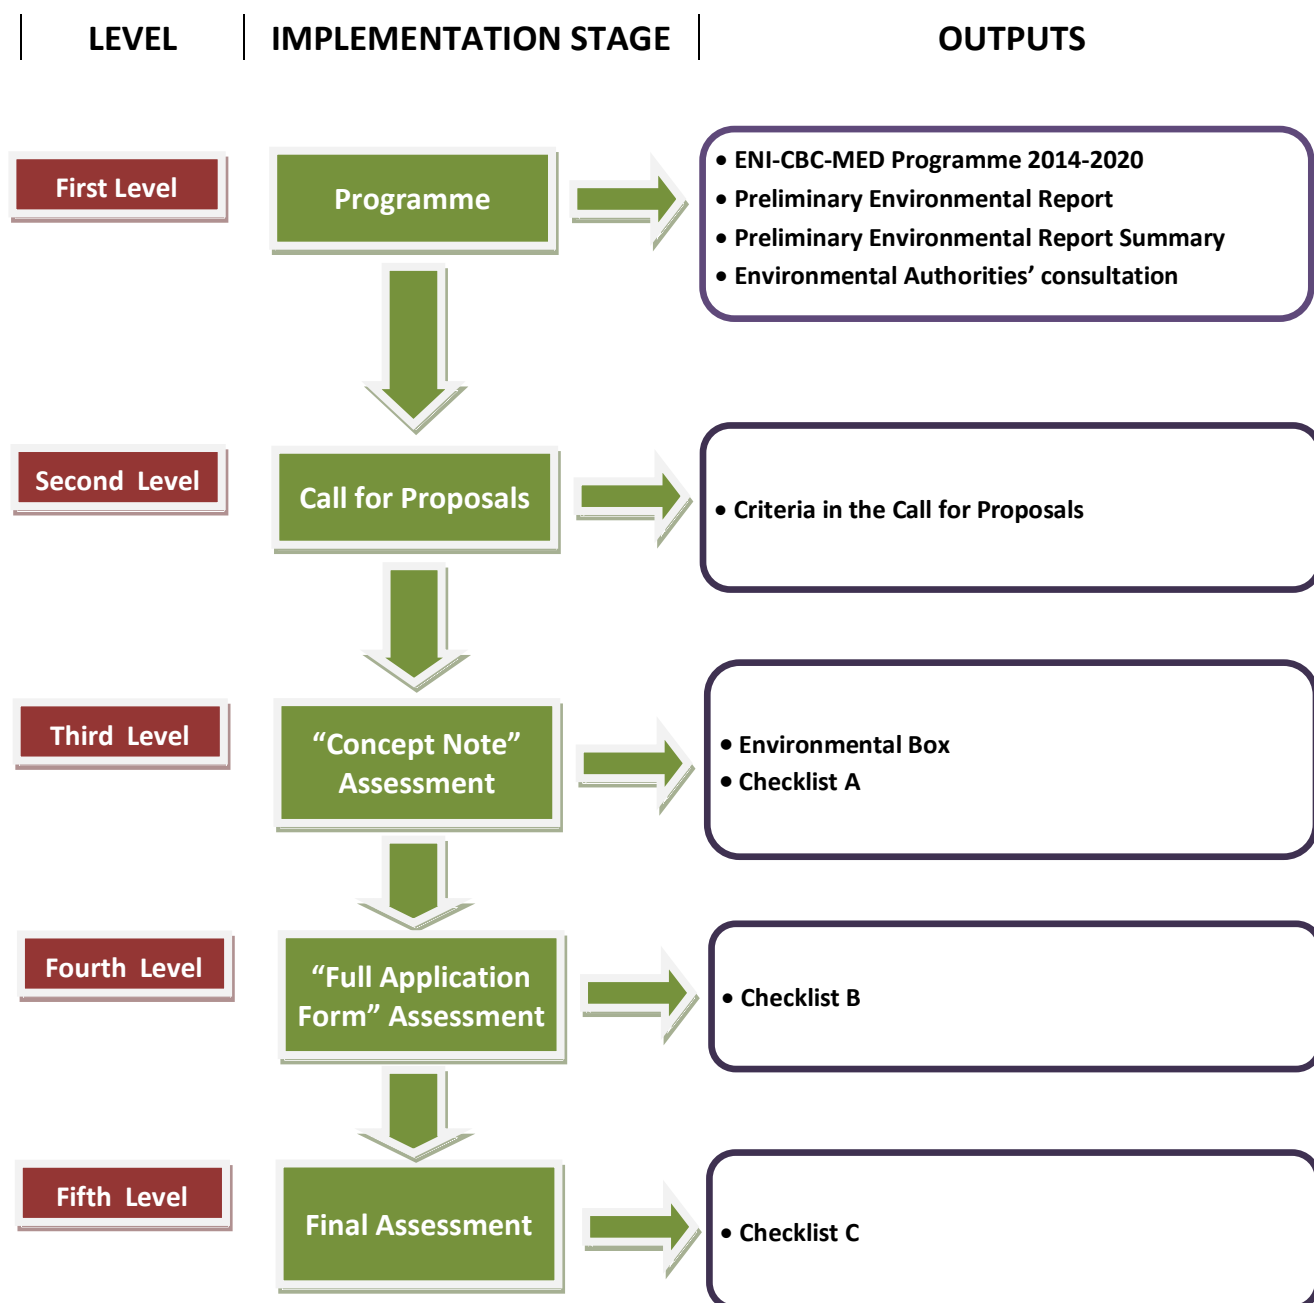 LEVEL
IMPLEMENTATION STAGE
OUTPUTS
First Level
Programme
• ENI-CBC-MED Programme 2014-2020
• Preliminary Environmental Report
• Preliminary Environmental Report Summary
• Environmental Authorities’ consultation
Second Level
Call for Proposals
• Criteria in the Call for Proposals
Third Level
“Concept Note”
Assessment
• Environmental Box
• Checklist A
Fourth Level
“Full Application
Form” Assessment
• Checklist B
Fifth Level
Final Assessment
• Checklist C